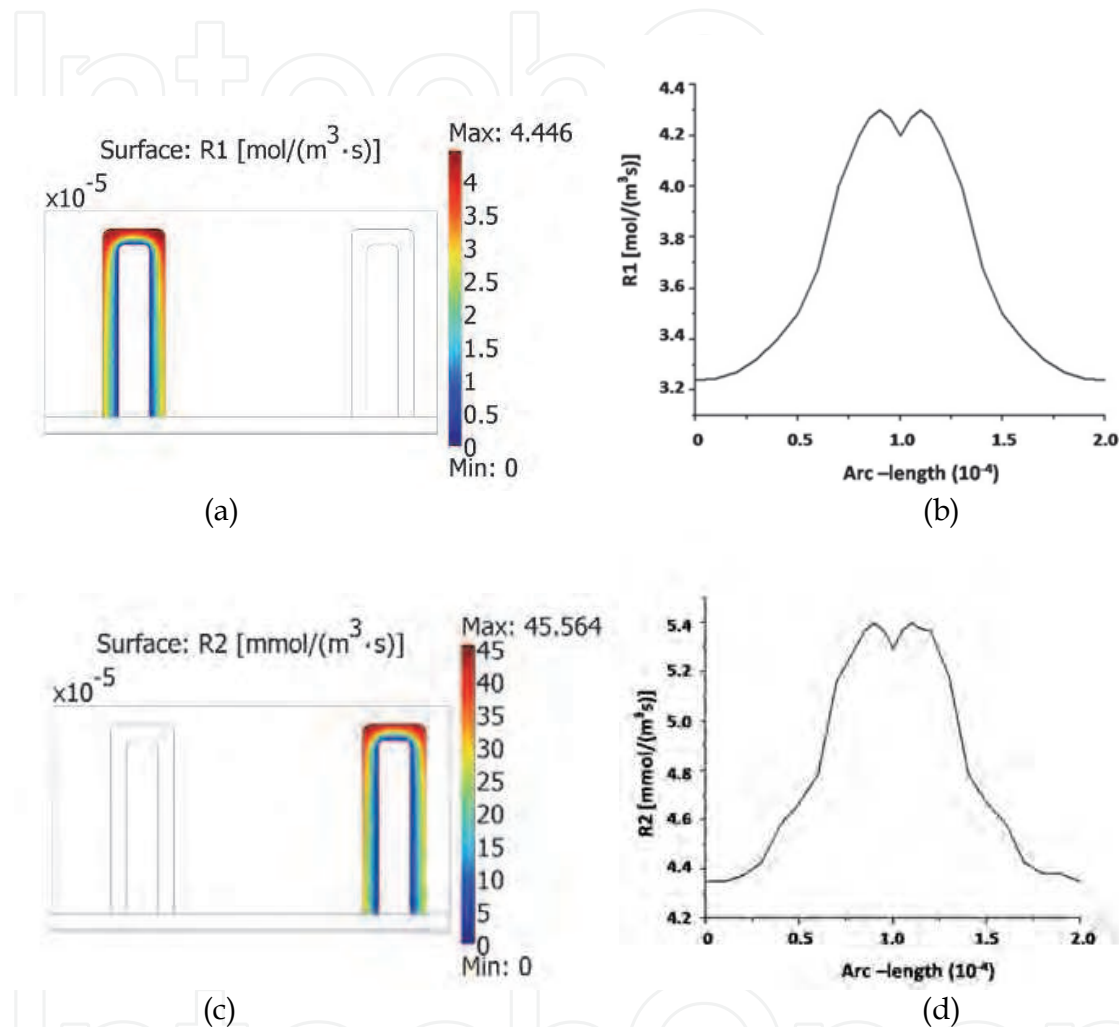 IntechOpen
Surface: R1 [mol/(m³·s)]
Max: 4.446
x10⁻⁵
4
3.5
3
2.5
2
1.5
1
0.5
0
Min: 0
(a)
4.4
4.2
4.0
3.8
3.6
3.4
3.2
R1 [mol/(m³s)]
0 0.5 1.0 1.5 2.0
Arc –length (10⁻⁴)
(b)
Surface: R2 [mmol/(m³·s)]
Max: 45.564
x10⁻⁵
45
40
35
30
25
20
15
10
5
0
Min: 0
(c)
5.4
5.2
5.0
4.8
4.6
4.4
4.2
R2 [mmol/(m³s)]
0 0.5 1.0 1.5 2.0
Arc –length (10⁻⁴)
(d)